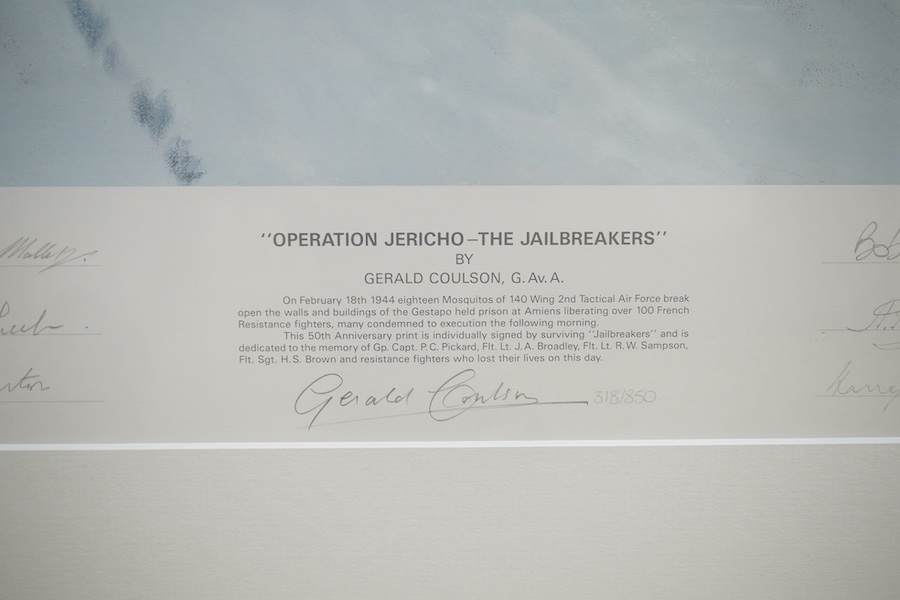 "OPERATION JERICHO–THE JAILBREAKERS"
BY
GERALD COULSON, G.Av.A.
On February 18th 1944 eighteen Mosquitos of 140 Wing 2nd Tactical Air Force break
open the walls and buildings of the Gestapo held prison at Amiens liberating over 100 French
Resistance fighters, many condemned to execution the following morning.
This 50th Anniversary print is individually signed by surviving "Jailbreakers" and is
dedicated to the memory of Gp. Capt. P.C. Pickard, Flt. Lt. J.A. Broadley, Flt. Lt. R.W. Sampson,
Flt. Sgt. H.S. Brown and resistance fighters who lost their lives on this day.
Gerald Coulson 318/850